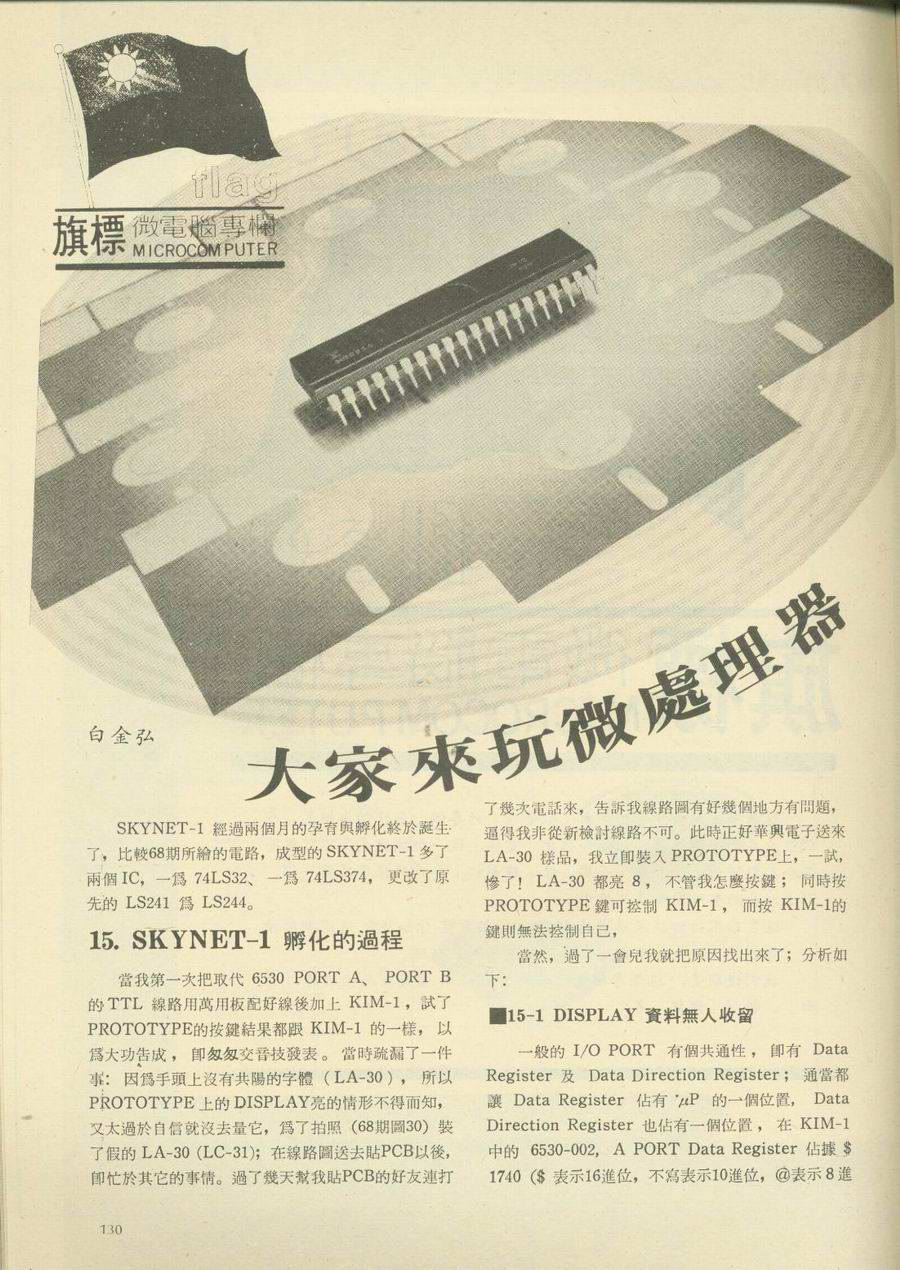 flag
旗標 微電腦專欄
MICROCOMPUTER
大家來玩微處理器
白金弘
SKYNET-1 經過兩個月的孕育與孵化終於誕生
了，比較68期所繪的電路，成型的 SKYNET-1 多了
兩個 IC，一爲 74LS32、 一爲 74LS374， 更改了原
先的 LS241 爲 LS244。
15. SKYNET-1 孵化的過程
當我第一次把取代 6530 PORT A、 PORT B
的 TTL 線路用萬用板配好線後加上 KIM-1，試了
PROTOTYPE的按鍵結果都跟 KIM-1 的一樣， 以
爲大功告成， 卽匆匆交音技發表。 當時疏漏了一件
事： 因爲手頭上沒有共陽的字體 (LA-30)， 所以
PROTOTYPE 上的 DISPLAY亮的情形不得而知，
又太過於自信就沒去量它，爲了拍照 (68期圖30) 裝
了假的 LA-30 (LC-31)；在線路圖送去貼PCB以後，
卽忙於其它的事情。過了幾天幫我貼PCB的好友連打
了幾次電話來，告訴我線路圖有好幾個地方有問題，
逼得我非從新檢討線路不可。此時正好華興電子送來
LA-30 樣品，我立卽裝入 PROTOTYPE上，一試，
慘了! LA-30 都亮 8， 不管我怎麼按鍵； 同時按
PROTOTYPE 鍵可控制 KIM-1， 而按 KIM-1的
鍵則無法控制自己，
當然，過了一會兒我就把原因找出來了；分析如
下：
■15-1 DISPLAY 資料無人收留
一般的 I/O PORT 有個共通性， 卽有 Data
Register 及 Data Direction Register； 通當都
讓 Data Register 佔有 μP 的一個位置， Data
Direction Register 也佔有一個位置， 在 KIM-1
中的 6530-002, A PORT Data Register 佔據 $
1740 ($ 表示16進位，不寫表示10進位，@表示 8 進
130